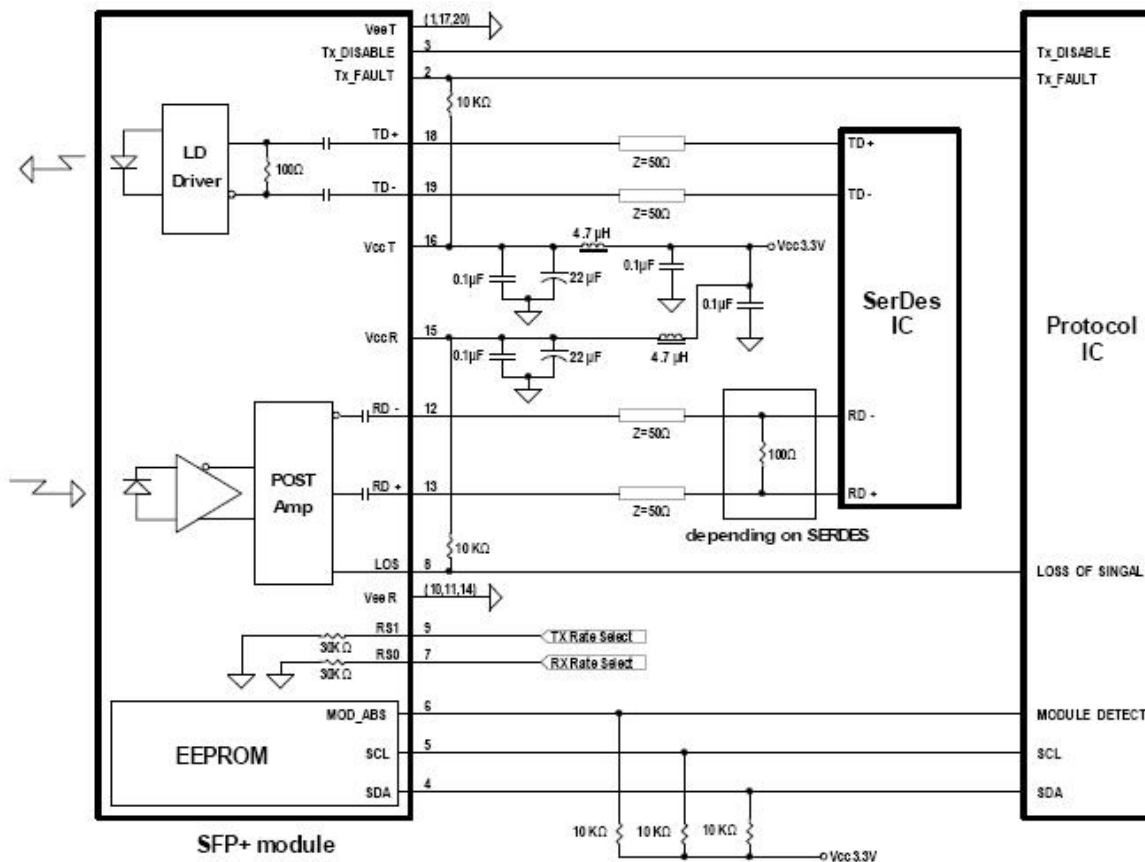 VeeT (1,17,20)
Tx_DISABLE 3 Tx_DISABLE
Tx_FAULT 2 Tx_FAULT
10 KΩ
LD
Driver
100Ω
TD+ 18 Z=50Ω TD+
TD- 19 Z=50Ω TD-
VccT 16 4.7 µH Vcc3.3V
0.1µF 22 µF 0.1µF 0.1µF
SerDes
IC
Protocol
IC
VccR 15
0.1µF 22 µF 4.7 µH
RD - 12 Z=50Ω RD -
100Ω
POST
Amp
RD + 13 Z=50Ω RD +
depending on SERDES
10 KΩ
LOS 8 LOSS OF SINGAL
VeeR (10,11,14)
RS1 9 TX Rate Select
30KΩ
RS0 7 RX Rate Select
30KΩ
MOD_ABS 6 MODULE DETECT
EEPROM
SCL 5 SCL
SDA 4 SDA
10 KΩ 10 KΩ 10 KΩ
Vcc3.3V
SFP+ module